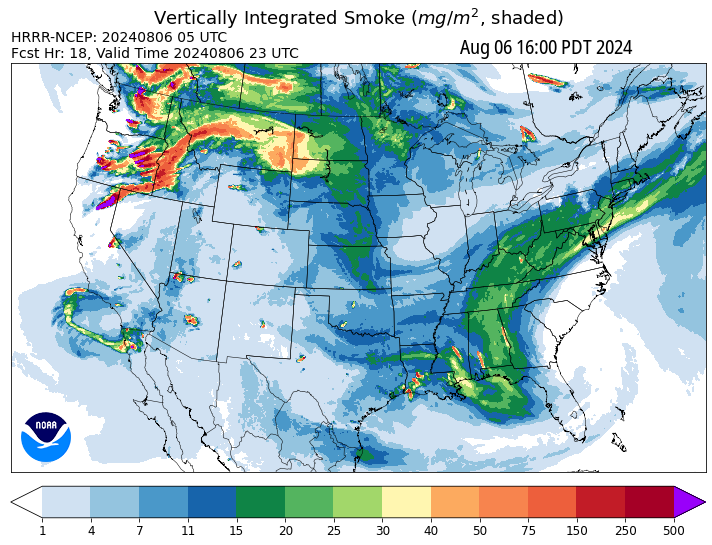 Vertically Integrated Smoke (mg/m², shaded)
HRRR-NCEP: 20240806 05 UTC
Fcst Hr: 18, Valid Time 20240806 23 UTC
Aug 06 16:00 PDT 2024
NOAA
1 4 7 11 15 20 25 30 40 50 75 150 250 500